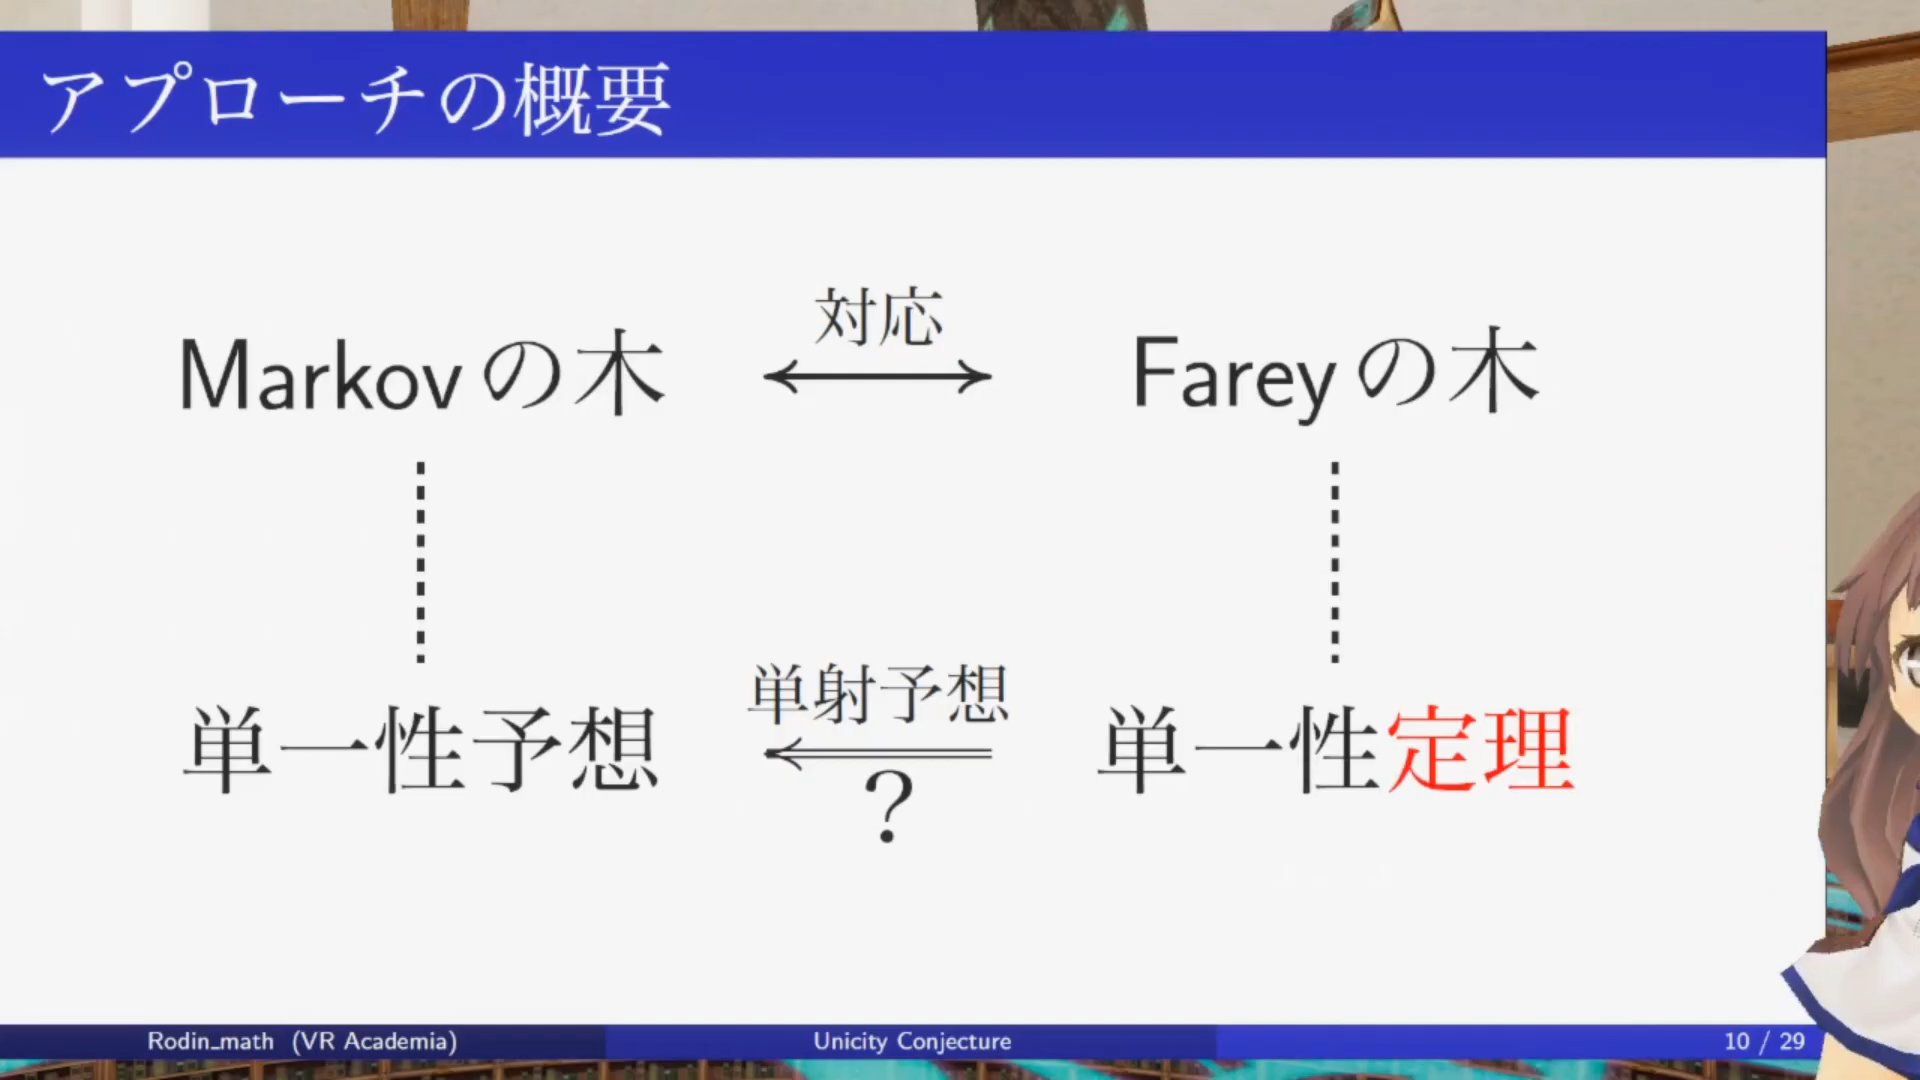 アプローチの概要
対応
Markovの木 Fareyの木
単射予想
単一性予想 単一性定理
?
Rodin_math (VR Academia) Unicity Conjecture 10 / 29